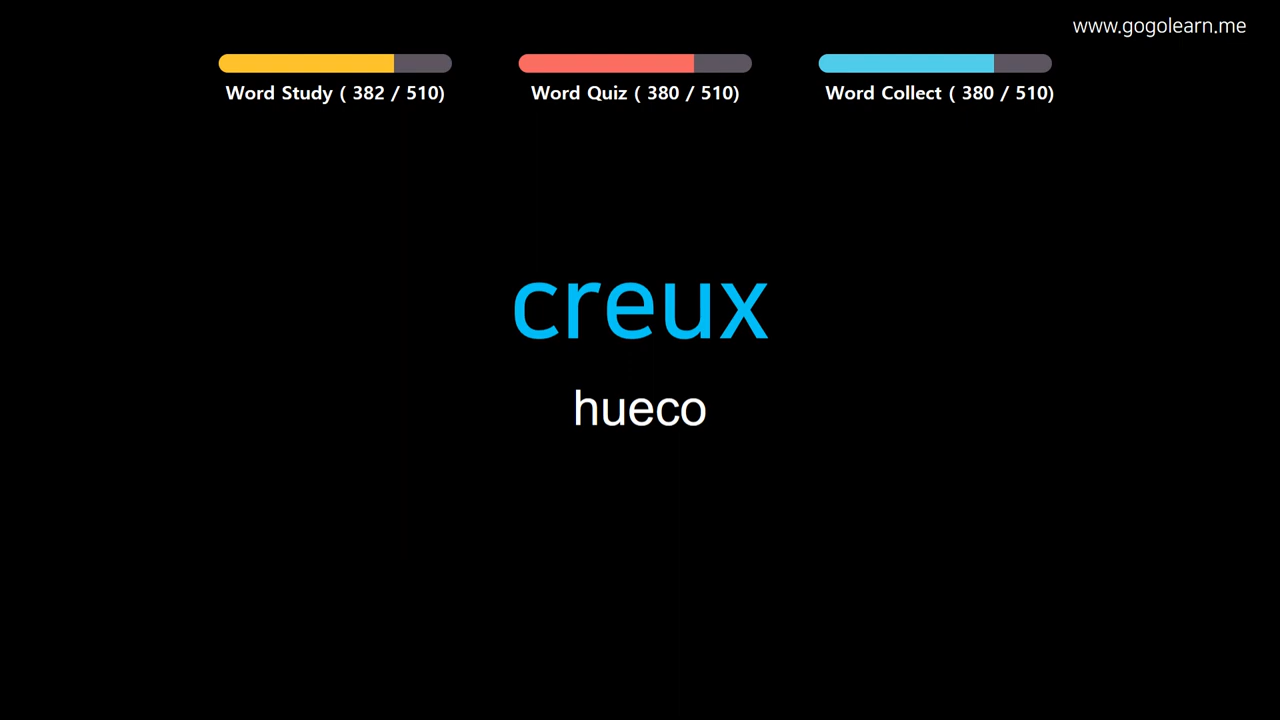 www.gogolearn.me
Word Study ( 382 / 510)
Word Quiz ( 380 / 510)
Word Collect ( 380 / 510)
creux
hueco